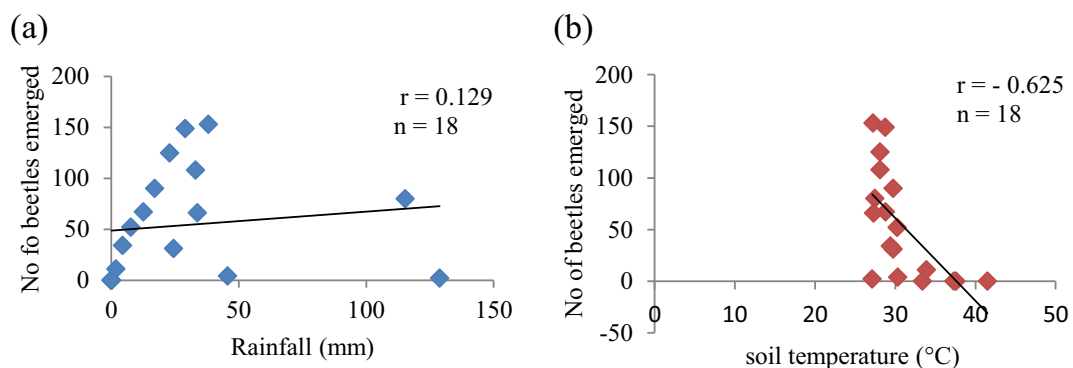 (a)
No fo beetles emerged
200
150
100
50
0
r = 0.129
n = 18
0 50 100 150
Rainfall (mm)
(b)
No of beetles emerged
200
150
100
50
0
-50
r = - 0.625
n = 18
0 10 20 30 40 50
soil temperature (°C)